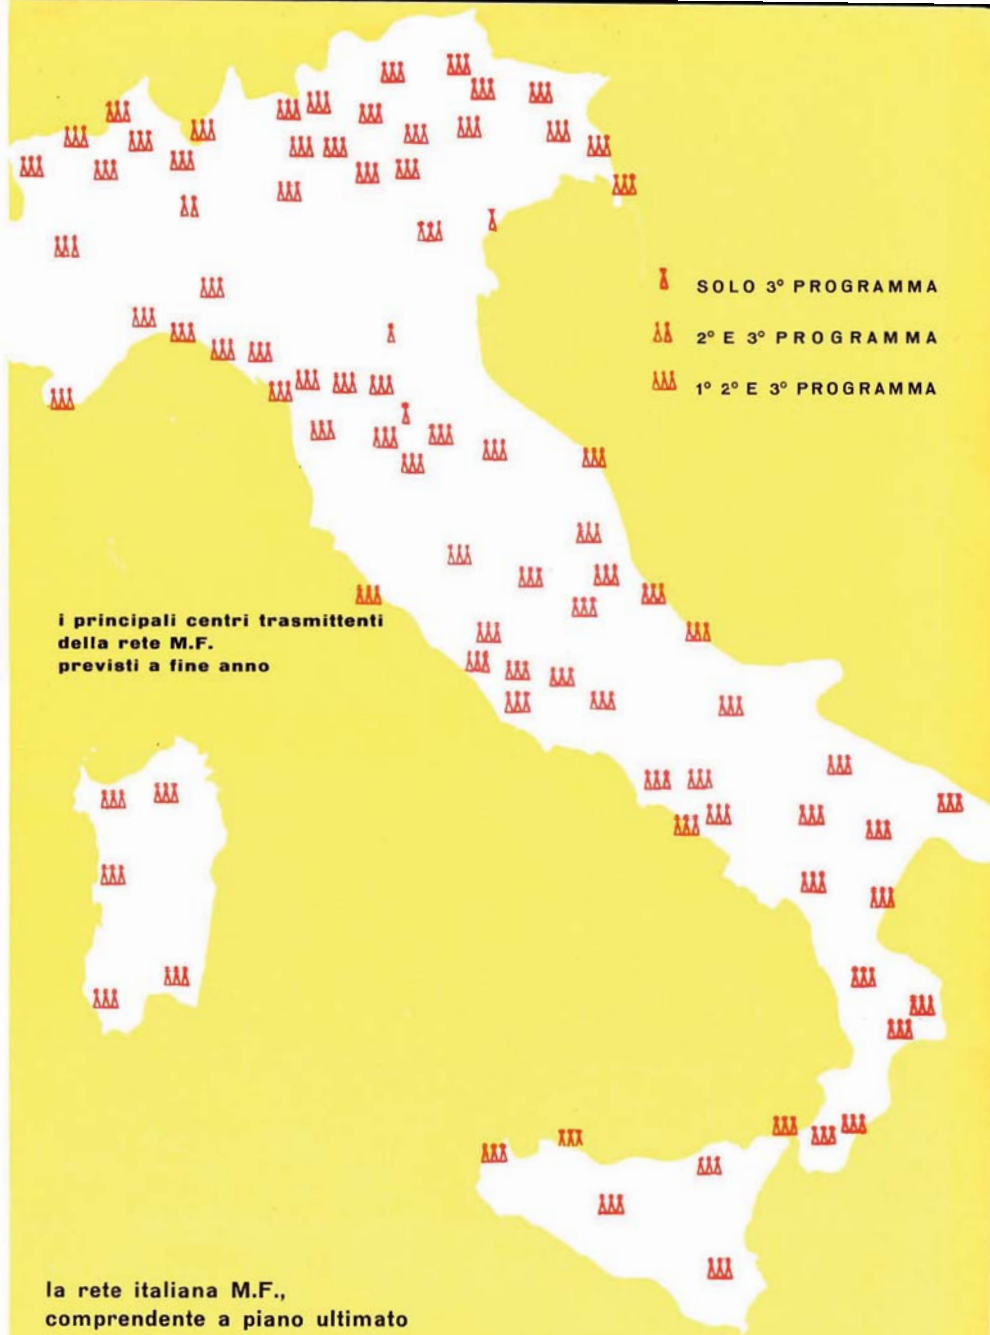 SOLO 3° PROGRAMMA
2° E 3° PROGRAMMA
1° 2° E 3° PROGRAMMA
i principali centri trasmittenti
della rete M.F.
previsti a fine anno
la rete italiana M.F.,
comprendente a piano ultimato